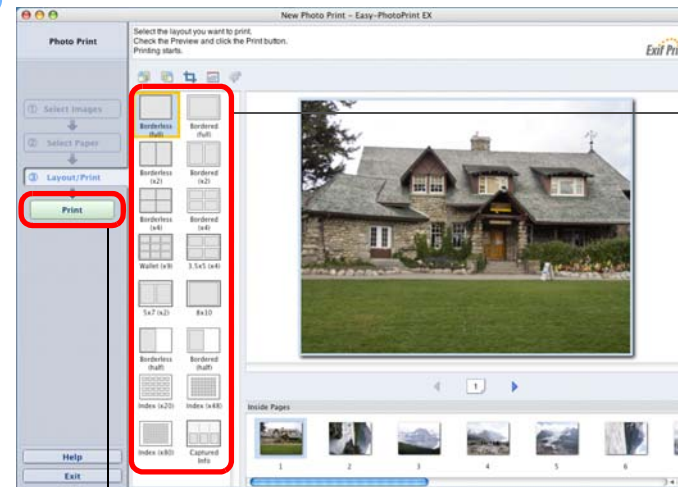 New Photo Print - Easy-PhotoPrint EX
Photo Print
Select the layout you want to print.
Check the Preview and click the Print button.
Printing starts.
Exif Pri
① Select Images
② Select Paper
③ Layout/Print
Print
Borderless (full)
Bordered (full)
Borderless (x2)
Bordered (x2)
Borderless (x4)
Bordered (x4)
Wallet (x9)
3.5x5 (x4)
5x7 (x2)
8x10
Borderless (half)
Bordered (half)
Index (x20)
Index (x48)
Index (x80)
Captured Info
1
Inside Pages
1
2
3
4
5
6
Help
Exit